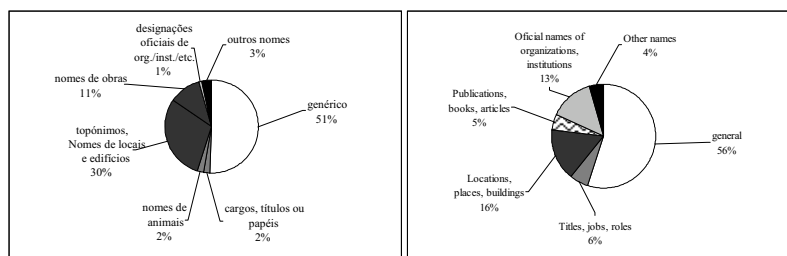 designações
oficiais de
org./inst./etc.
1%
outros nomes
3%
nomes de obras
11%
genérico
51%
topónimos,
Nomes de locais
e edifícios
30%
nomes de
animais
2%
cargos, títulos ou
papéis
2%
Oficial names of
organizations,
institutions
13%
Other names
4%
Publications,
books, articles
5%
general
56%
Locations,
places, buildings
16%
Titles, jobs, roles
6%